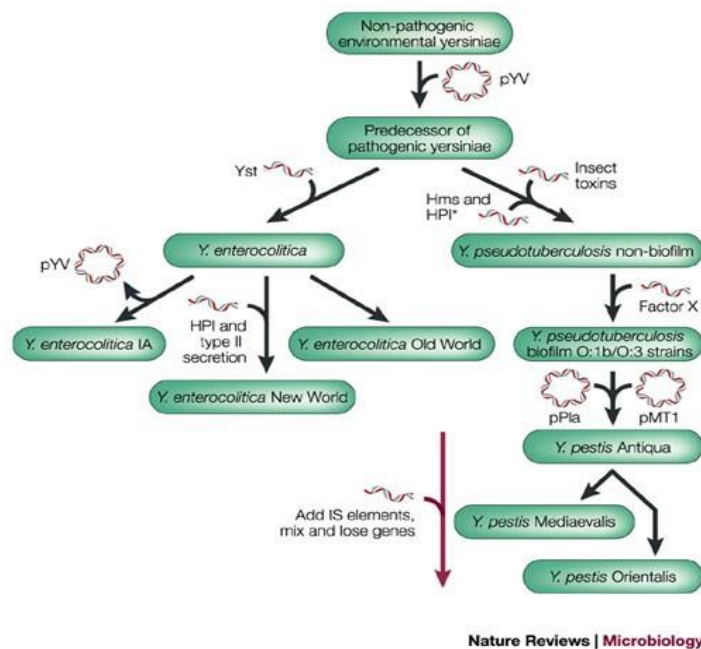 Non-pathogenic
environmental yersiniae
pYV
Predecessor of
pathogenic yersiniae
Yst
Insect
toxins
Hms and
HPI*
Y. enterocolitica
Y. pseudotuberculosis non-biofilm
pYV
Factor X
HPI and
type II
secretion
Y. enterocolitica IA
Y. enterocolitica Old World
Y. pseudotuberculosis
biofilm O:1b/O:3 strains
Y. enterocolitica New World
pPla
pMT1
Y. pestis Antiqua
Add IS elements,
mix and lose genes
Y. pestis Mediaevalis
Y. pestis Orientalis
Nature Reviews | Microbiology